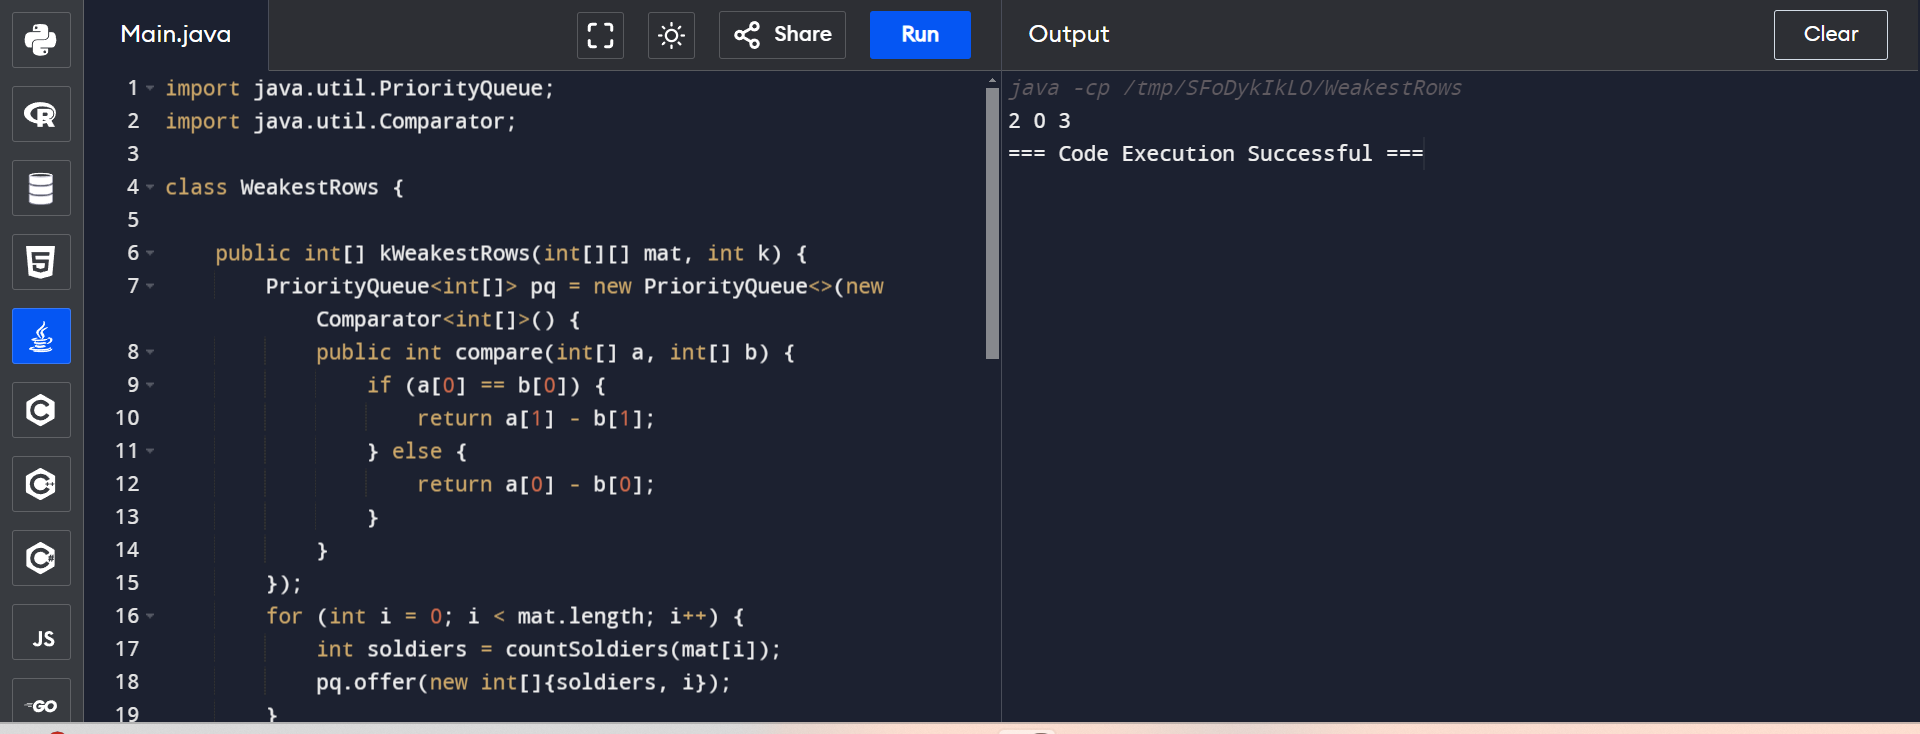 Main.java
Share
Run
Output
Clear
1 import java.util.PriorityQueue;
2 import java.util.Comparator;
3
4 class WeakestRows {
5
6 public int[] kWeakestRows(int[][] mat, int k) {
7 PriorityQueue<int[]> pq = new PriorityQueue<>(new
Comparator<int[]>() {
8 public int compare(int[] a, int[] b) {
9 if (a[0] == b[0]) {
10 return a[1] - b[1];
11 } else {
12 return a[0] - b[0];
13 }
14 }
15 });
16 for (int i = 0; i < mat.length; i++) {
17 int soldiers = countSoldiers(mat[i]);
18 pq.offer(new int[]{soldiers, i});
19 }
java -cp /tmp/SFoDykIkLO/WeakestRows
2 0 3
=== Code Execution Successful ===
R
5
C
C++
C#
JS
GO